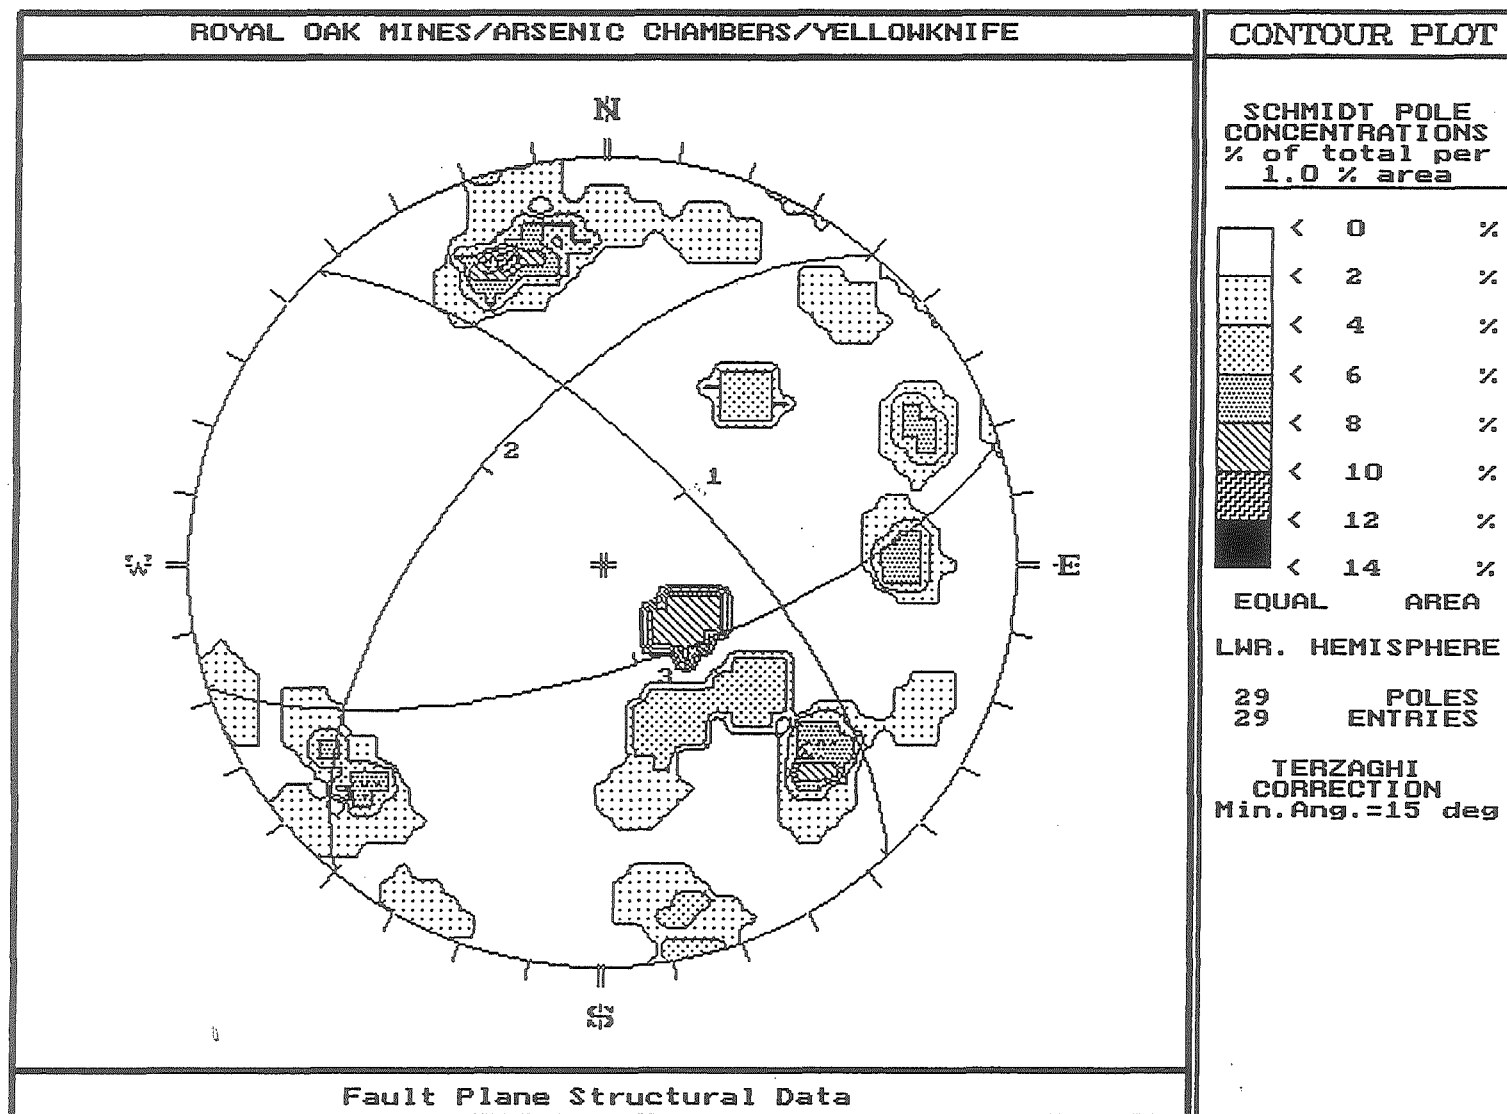 ROYAL OAK MINES/ARSENIC CHAMBERS/YELLOWKNIFE
CONTOUR PLOT
SCHMIDT POLE
CONCENTRATIONS
% of total per
1.0 % area
< 0 %
< 2 %
< 4 %
< 6 %
< 8 %
< 10 %
< 12 %
< 14 %
EQUAL AREA
LWR. HEMISPHERE
29 POLES
29 ENTRIES
TERZAGHI
CORRECTION
Min.Ang.=15 deg
N
2
1
W
E
3
S
Fault Plane Structural Data